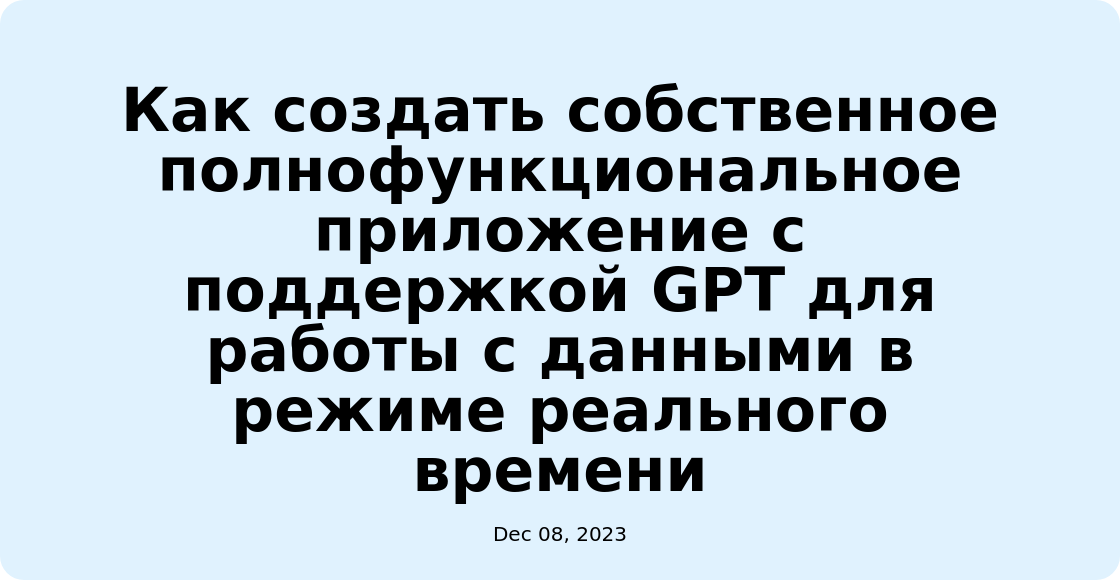 Как создать собственное
полнофункциональное
приложение с
поддержкой GPT для
работы с данными в
режиме реального
времени
Dec 08, 2023